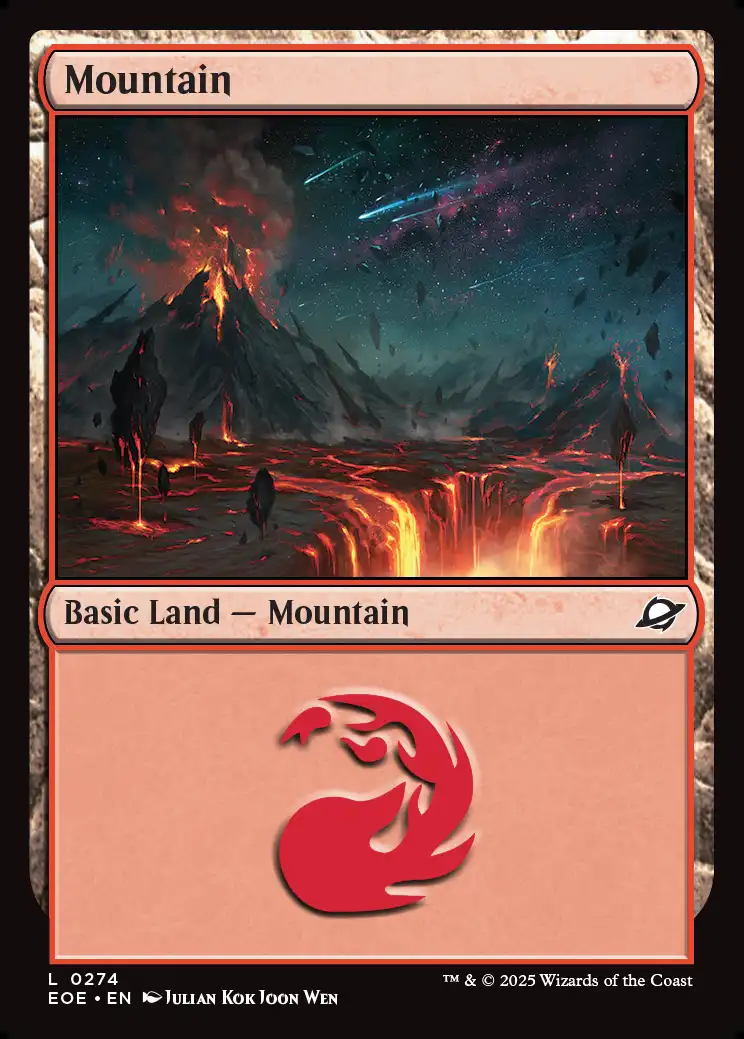 Mountain
Basic Land — Mountain
L 0274
EOE • EN Julian Kok Joon Wen
™ & © 2025 Wizards of the Coast